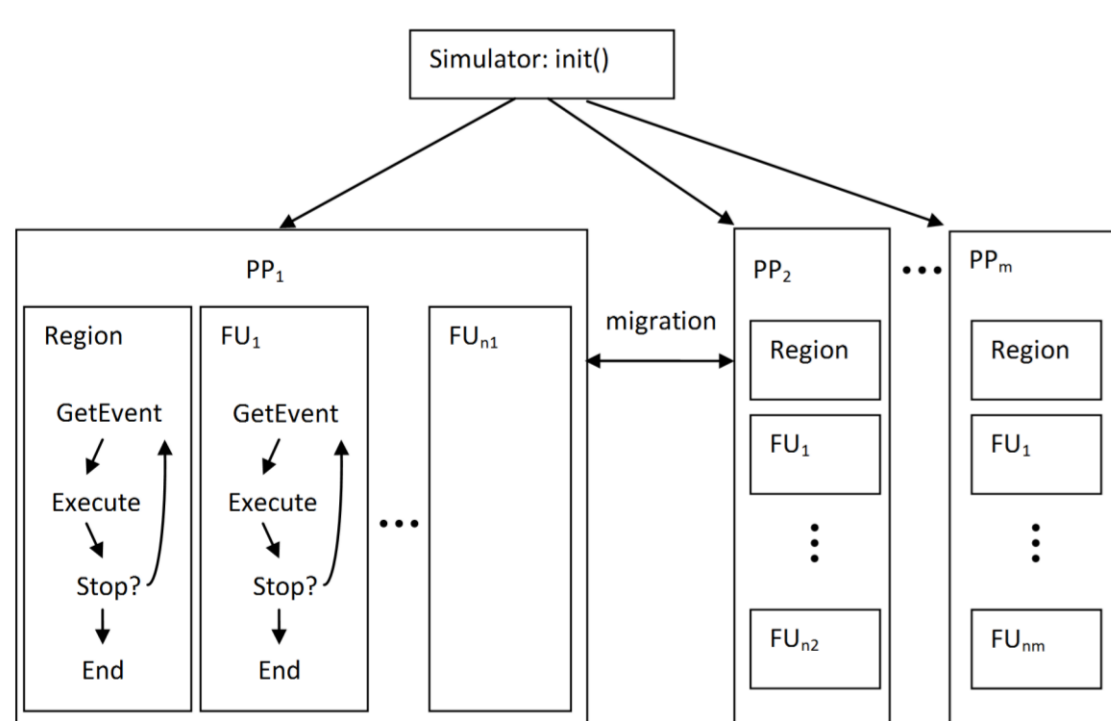 Simulator: init()
PP₁
Region
GetEvent
Execute
Stop?
End
FU₁
GetEvent
Execute
Stop?
End
...
FUₙ₁
migration
PP₂
Region
FU₁
⋮
FUₙ₂
...
PPₘ
Region
FU₁
⋮
FUₙₘ